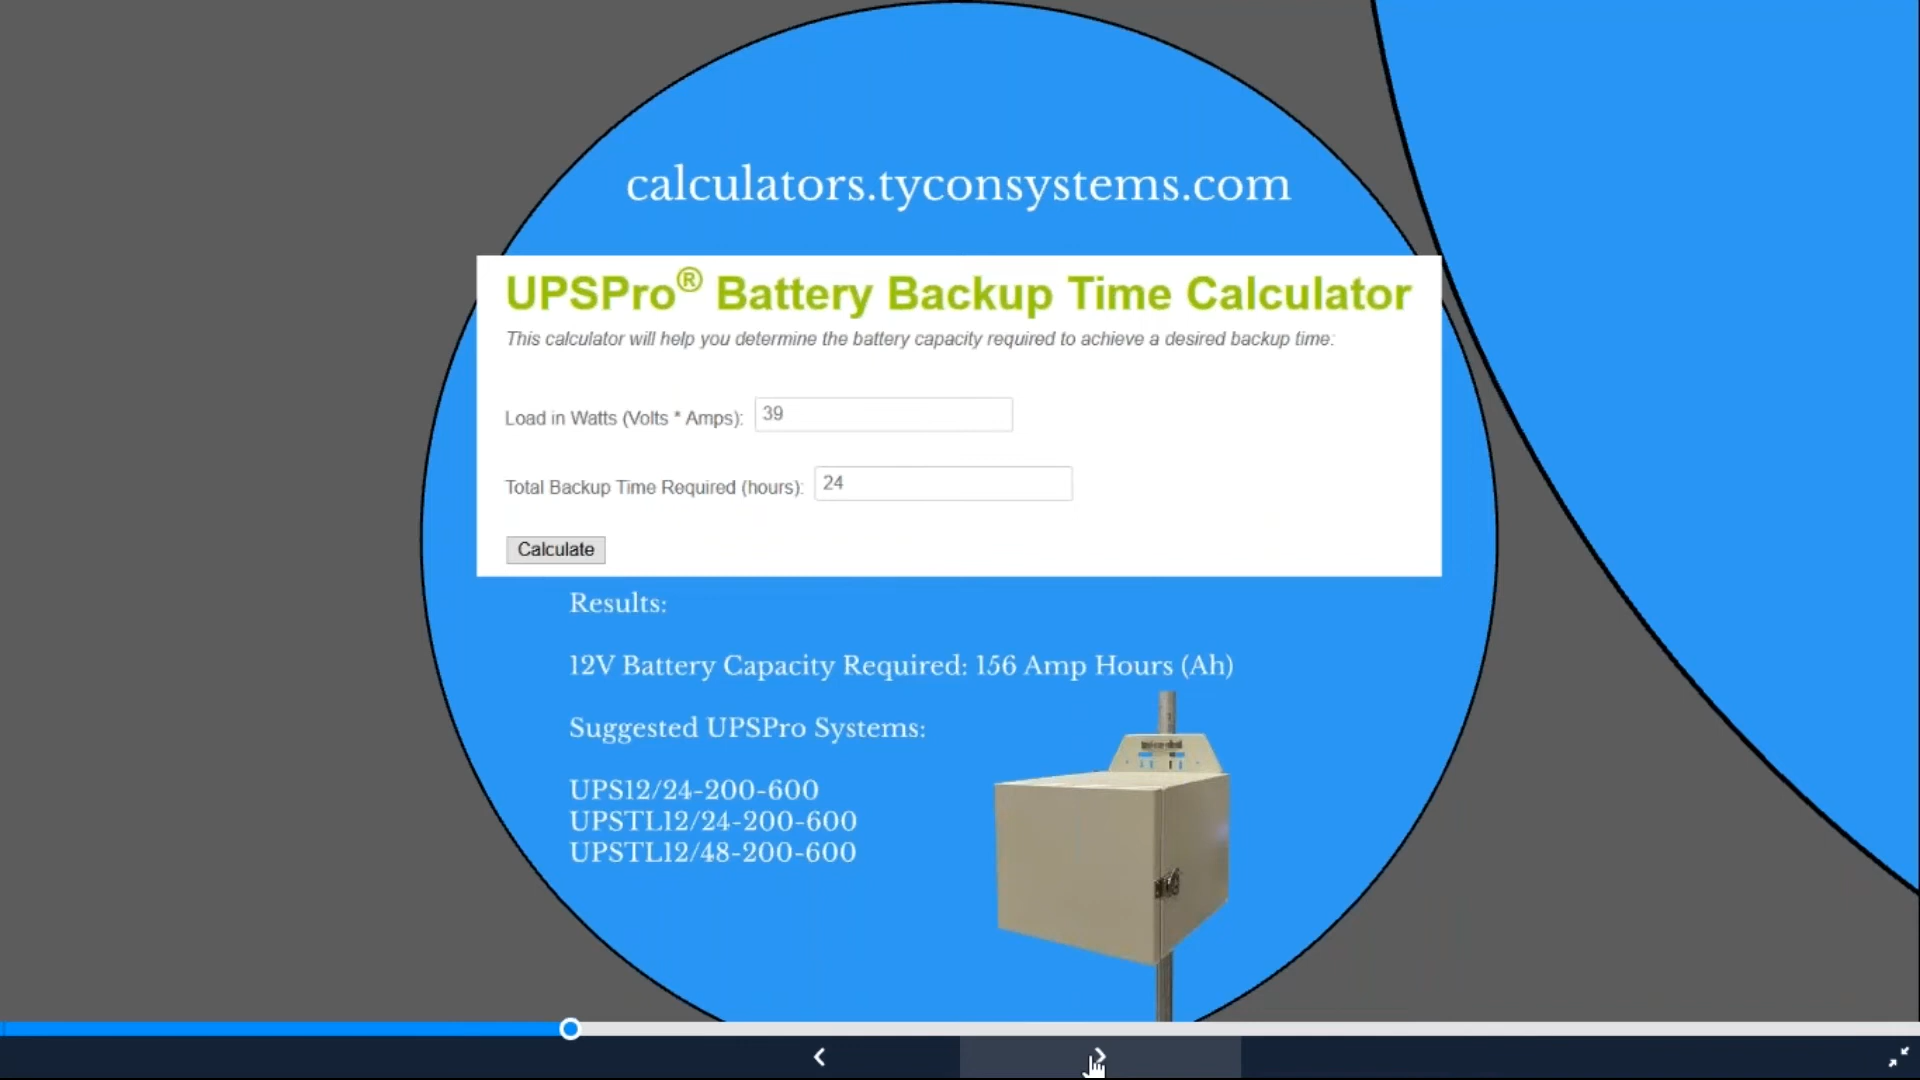 calculators.tyconsystems.com
UPSPro® Battery Backup Time Calculator
This calculator will help you determine the battery capacity required to achieve a desired backup time:
Load in Watts (Volts * Amps): 39
Total Backup Time Required (hours): 24
Calculate
Results:
12V Battery Capacity Required: 156 Amp Hours (Ah)
Suggested UPSPro Systems:
UPS12/24-200-600
UPSTL12/24-200-600
UPSTL12/48-200-600